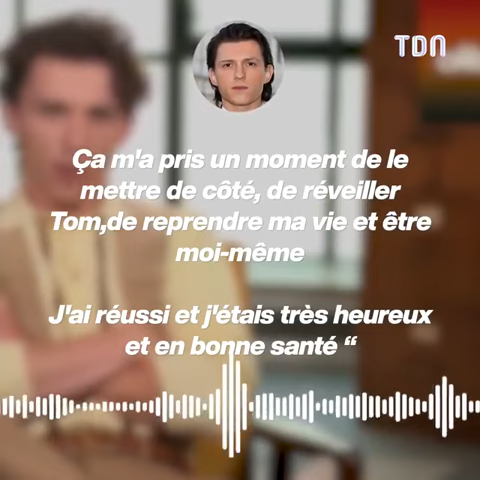 TDN
Ça m'a pris un moment de le
mettre de côté, de réveiller
Tom,de reprendre ma vie et être
moi-même
J'ai réussi et j'étais très heureux
et en bonne santé “